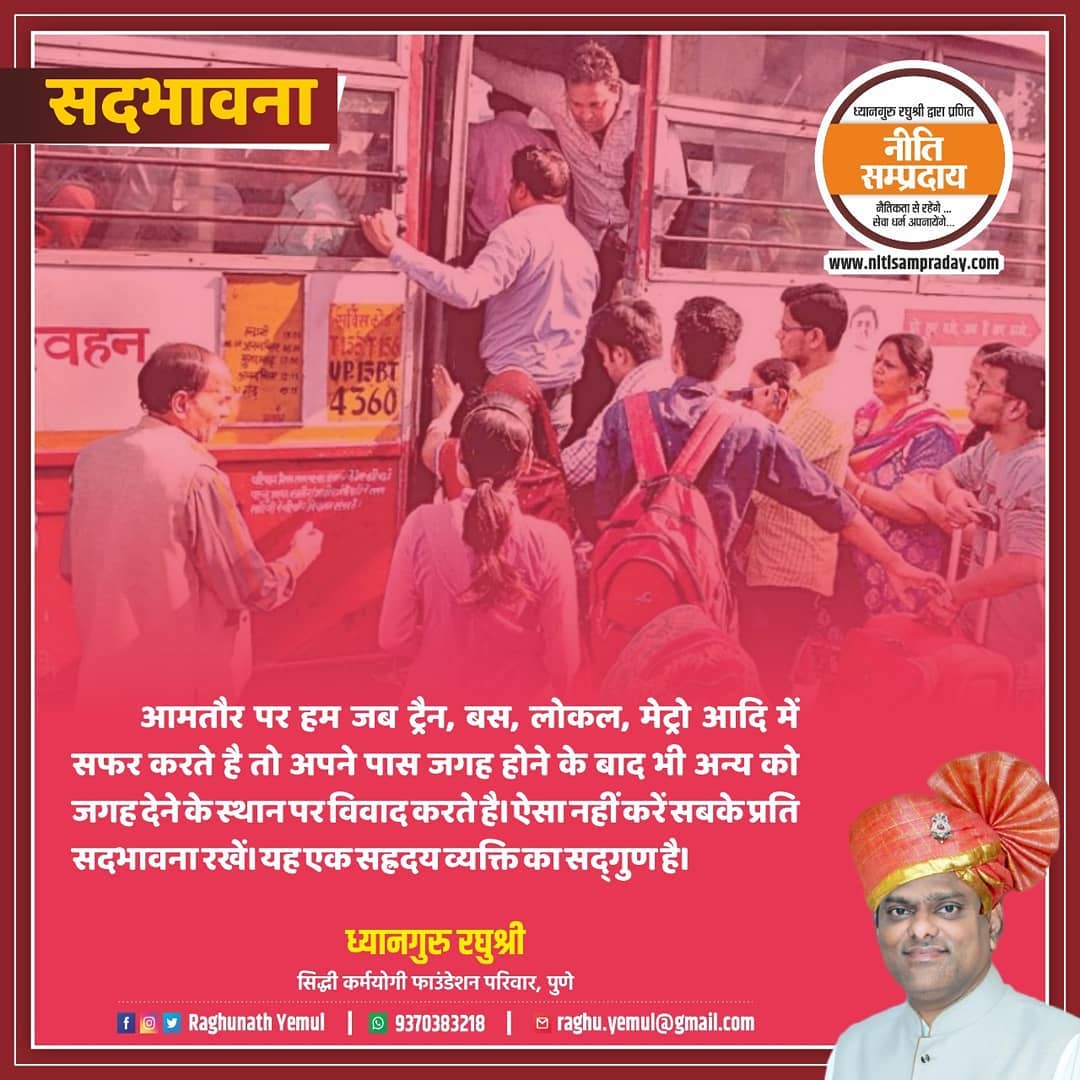 सदभावना
ध्यानगुरु रघुश्री द्वारा प्रणित
नीति
सम्प्रदाय
नैतिकता से रहेंगे ...
सेवा धर्म अपनायेंगे...
www.nitisampraday.com
वहन
सर्विस
UP.15BT
4360
आमतौर पर हम जब ट्रैन, बस, लोकल, मेट्रो आदि में
सफर करते है तो अपने पास जगह होने के बाद भी अन्य को
जगह देने के स्थान पर विवाद करते है। ऐसा नहीं करें सबके प्रति
सदभावना रखें। यह एक सहृदय व्यक्ति का सद्‌गुण है।
ध्यानगुरु रघुश्री
सिद्धी कर्मयोगी फाउंडेशन परिवार, पुणे
Raghunath Yemul | 9370383218 | raghu.yemul@gmail.com